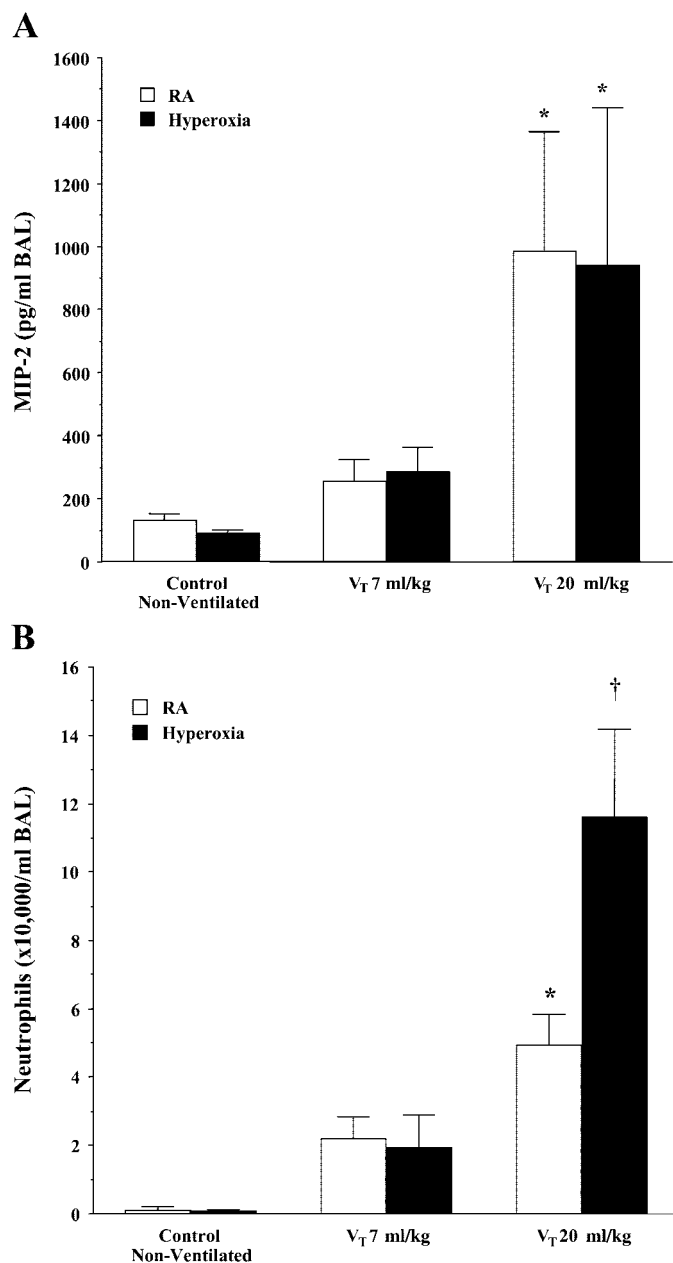 A
MIP-2 (pg/ml BAL)
1600
1400
1200
1000
800
600
400
200
0
RA
Hyperoxia
*
*
Control
Non-Ventilated
VT 7 ml/kg
VT 20 ml/kg
B
Neutrophils (x10,000/ml BAL)
16
14
12
10
8
6
4
2
0
RA
Hyperoxia
†
*
Control
Non-Ventilated
VT 7 ml/kg
VT 20 ml/kg